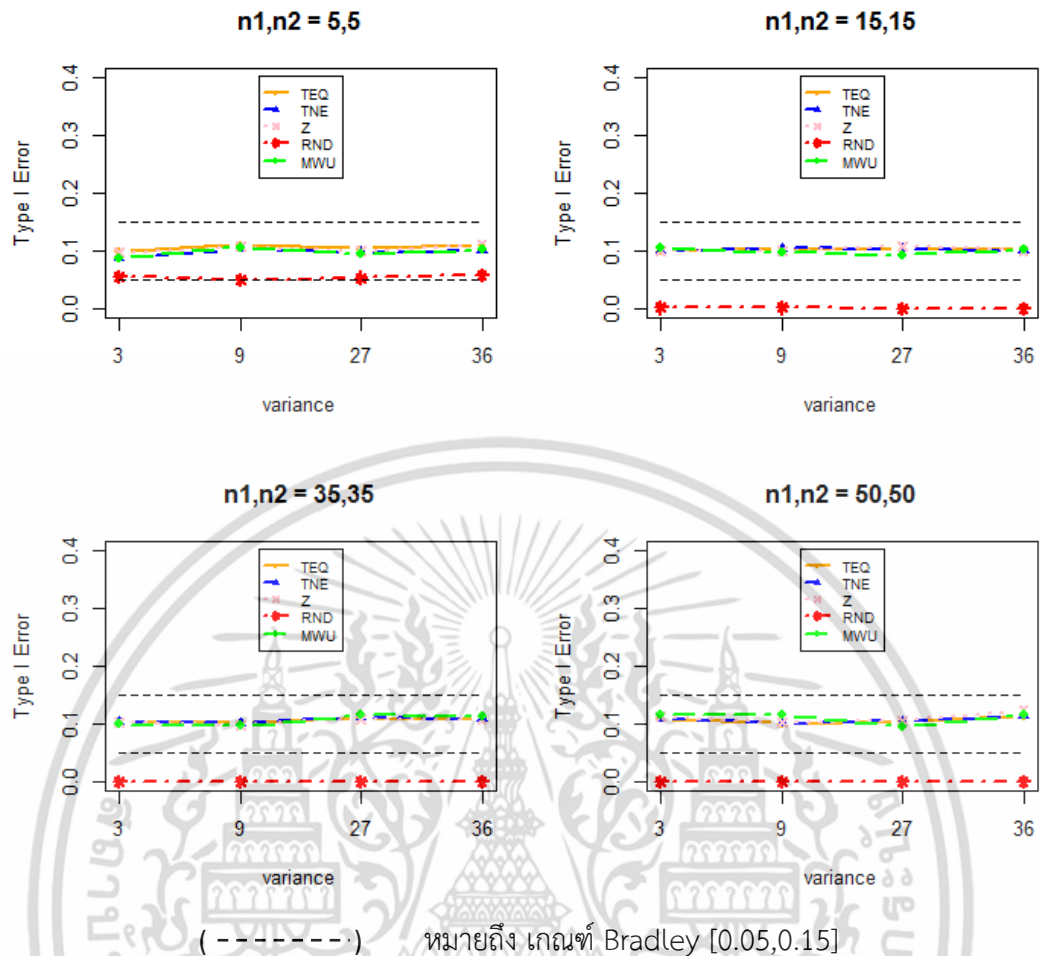 n1,n2 = 5,5
Type I Error
0.4
0.3
0.2
0.1
0.0
TEQ
TNE
Z
RND
MWU
3 9 27 36
variance
n1,n2 = 15,15
Type I Error
0.4
0.3
0.2
0.1
0.0
TEQ
TNE
Z
RND
MWU
3 9 27 36
variance
n1,n2 = 35,35
Type I Error
0.4
0.3
0.2
0.1
0.0
TEQ
TNE
Z
RND
MWU
3 9 27 36
variance
n1,n2 = 50,50
Type I Error
0.4
0.3
0.2
0.1
0.0
TEQ
TNE
Z
RND
MWU
3 9 27 36
variance
( - - - - - - ) หมายถึง เกณฑ์ Bradley [0.05,0.15]